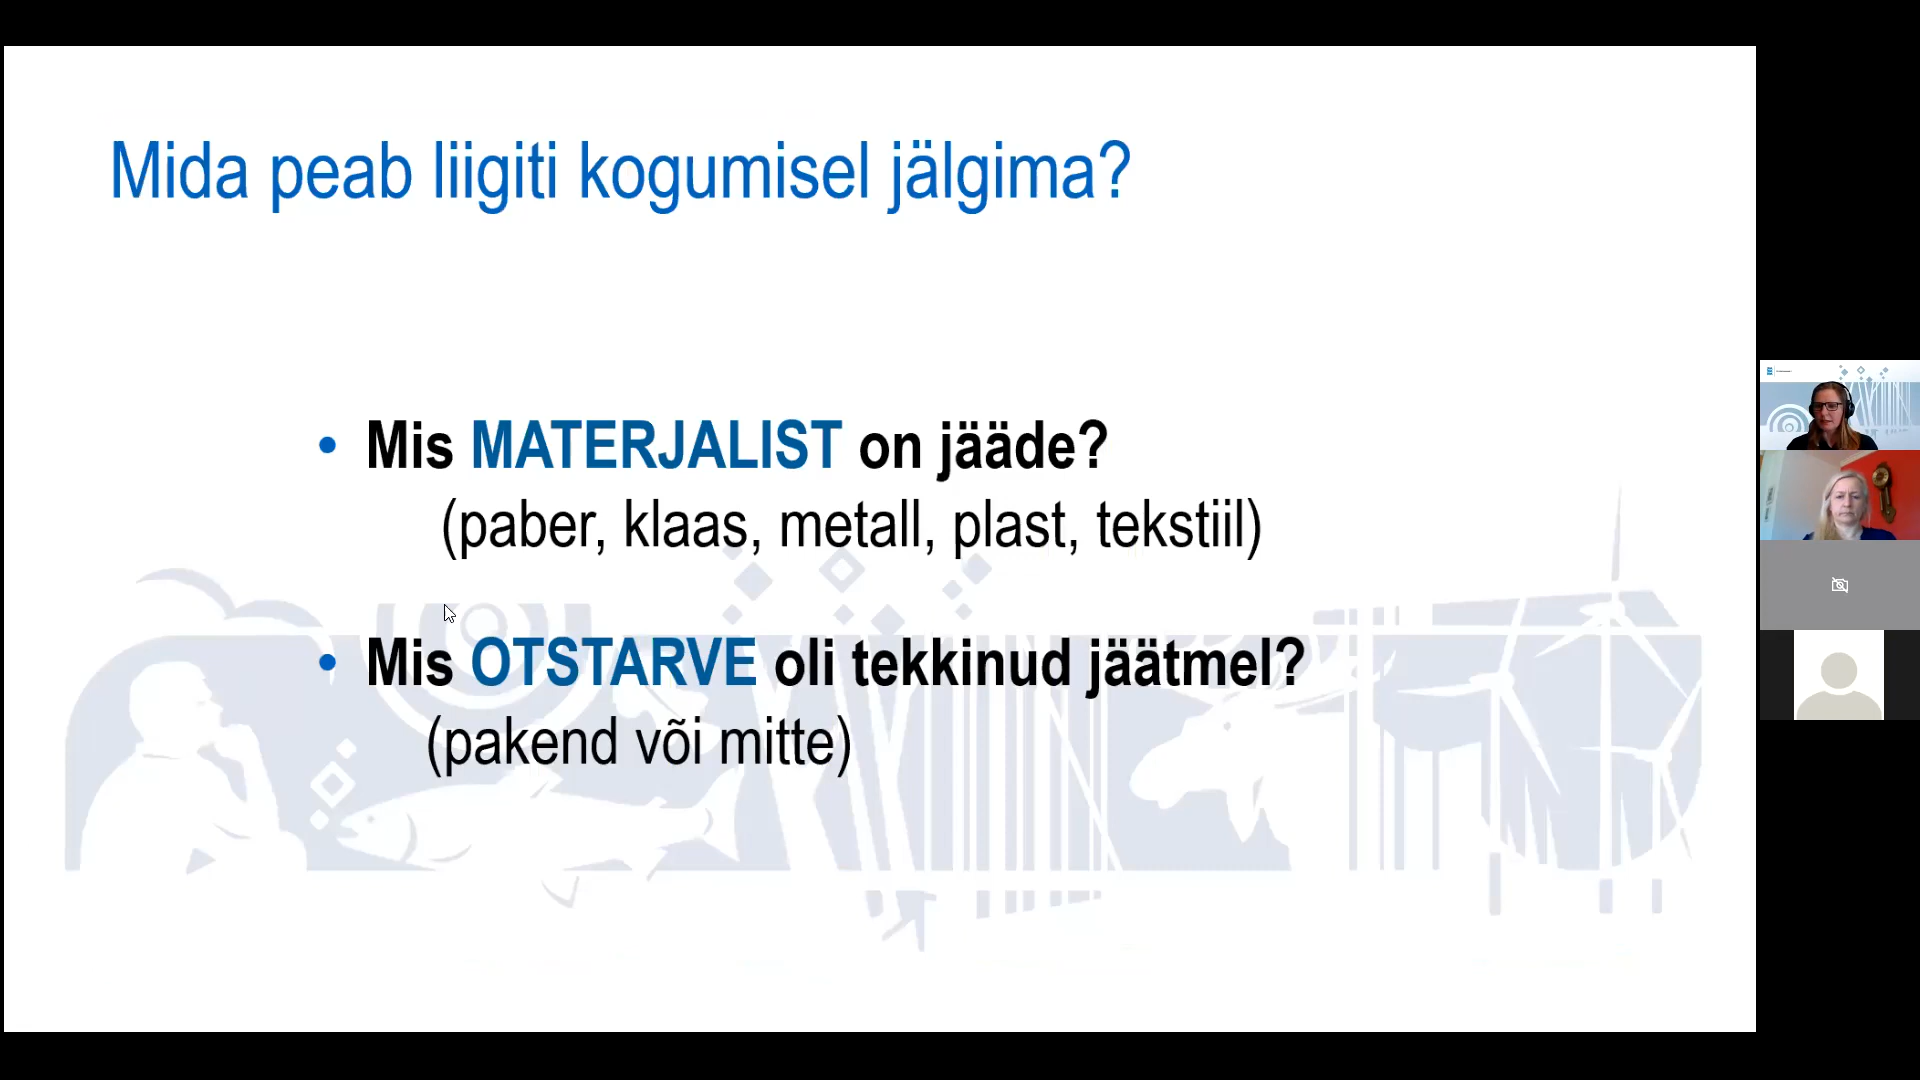 Mida peab liigiti kogumisel jälgima?
• Mis MATERJALIST on jääde?
(paber, klaas, metall, plast, tekstiil)
• Mis OTSTARVE oli tekkinud jäätmel?
(pakend või mitte)